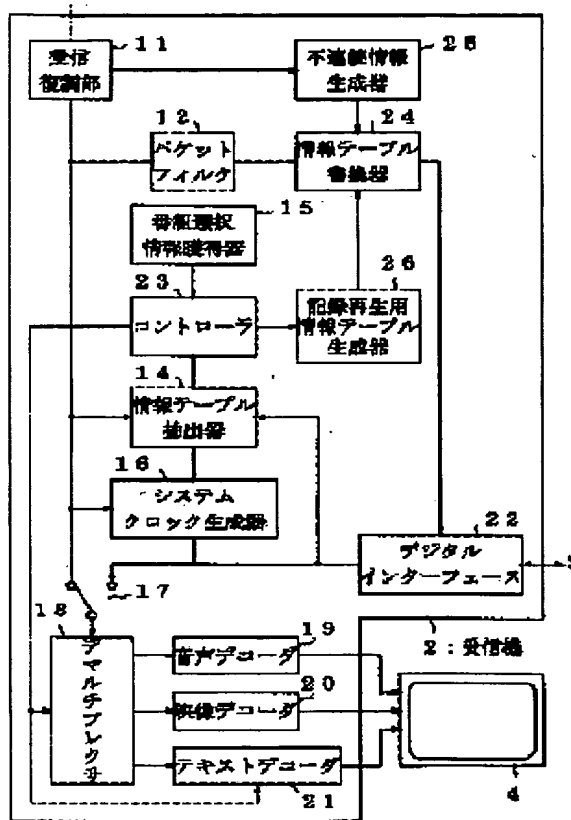 11
受信
復調部
25
不連続情報
生成器
12
パケット
フィルタ
24
情報テーブル
書換器
15
番組選択
情報獲得器
23
コントローラ
26
記録再生用
情報テーブル
生成器
14
情報テーブル
抽出器
16
システム
クロック生成器
22
デジタル
インターフェース
17
18
デマルチプレクサ
19
音声デコーダ
2:受信機
20
映像デコーダ
テキストデコーダ
21
4